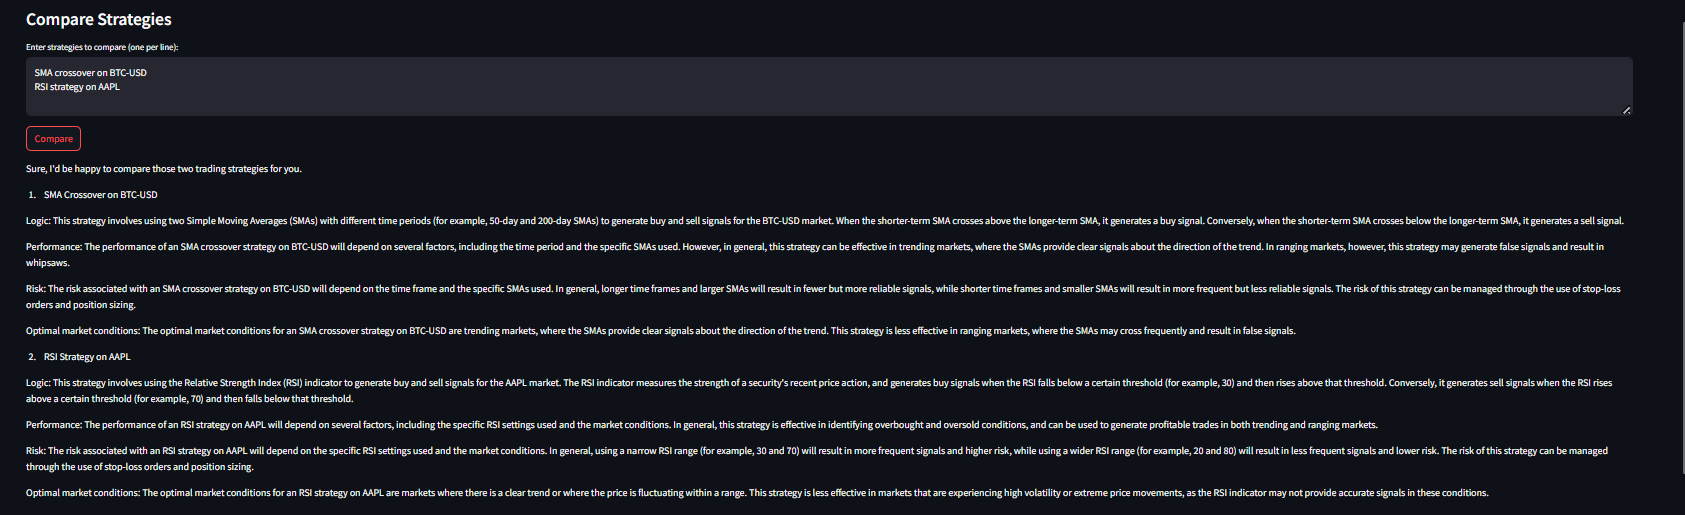 Compare Strategies
Enter strategies to compare (one per line):
SMA crossover on BTC-USD
RSI strategy on AAPL
Compare
Sure, I'd be happy to compare those two trading strategies for you.
1. SMA Crossover on BTC-USD
Logic: This strategy involves using two Simple Moving Averages (SMAs) with different time periods (for example, 50-day and 200-day SMAs) to generate buy and sell signals for the BTC-USD market. When the shorter-term SMA crosses above the longer-term SMA, it generates a buy signal. Conversely, when the shorter-term SMA crosses below the longer-term SMA, it generates a sell signal.
Performance: The performance of an SMA crossover strategy on BTC-USD will depend on several factors, including the time period and the specific SMAs used. However, in general, this strategy can be effective in trending markets, where the SMAs provide clear signals about the direction of the trend. In ranging markets, however, this strategy may generate false signals and result in
whipsaws.
Risk: The risk associated with an SMA crossover strategy on BTC-USD will depend on the time frame and the specific SMAs used. In general, longer time frames and larger SMAs will result in fewer but more reliable signals, while shorter time frames and smaller SMAs will result in more frequent but less reliable signals. The risk of this strategy can be managed through the use of stop-loss
orders and position sizing.
Optimal market conditions: The optimal market conditions for an SMA crossover strategy on BTC-USD are trending markets, where the SMAs provide clear signals about the direction of the trend. This strategy is less effective in ranging markets, where the SMAs may cross frequently and result in false signals.
2. RSI Strategy on AAPL
Logic: This strategy involves using the Relative Strength Index (RSI) indicator to generate buy and sell signals for the AAPL market. The RSI indicator measures the strength of a security's recent price action, and generates buy signals when the RSI falls below a certain threshold (for example, 30) and then rises above that threshold. Conversely, it generates sell signals when the RSI rises
above a certain threshold (for example, 70) and then falls below that threshold.
Performance: The performance of an RSI strategy on AAPL will depend on several factors, including the specific RSI settings used and the market conditions. In general, this strategy is effective in identifying overbought and oversold conditions, and can be used to generate profitable trades in both trending and ranging markets.
Risk: The risk associated with an RSI strategy on AAPL will depend on the specific RSI settings used and the market conditions. In general, using a narrow RSI range (for example, 30 and 70) will result in more frequent signals and higher risk, while using a wider RSI range (for example, 20 and 80) will result in less frequent signals and lower risk. The risk of this strategy can be managed
through the use of stop-loss orders and position sizing.
Optimal market conditions: The optimal market conditions for an RSI strategy on AAPL are markets where there is a clear trend or where the price is fluctuating within a range. This strategy is less effective in markets that are experiencing high volatility or extreme price movements, as the RSI indicator may not provide accurate signals in these conditions.